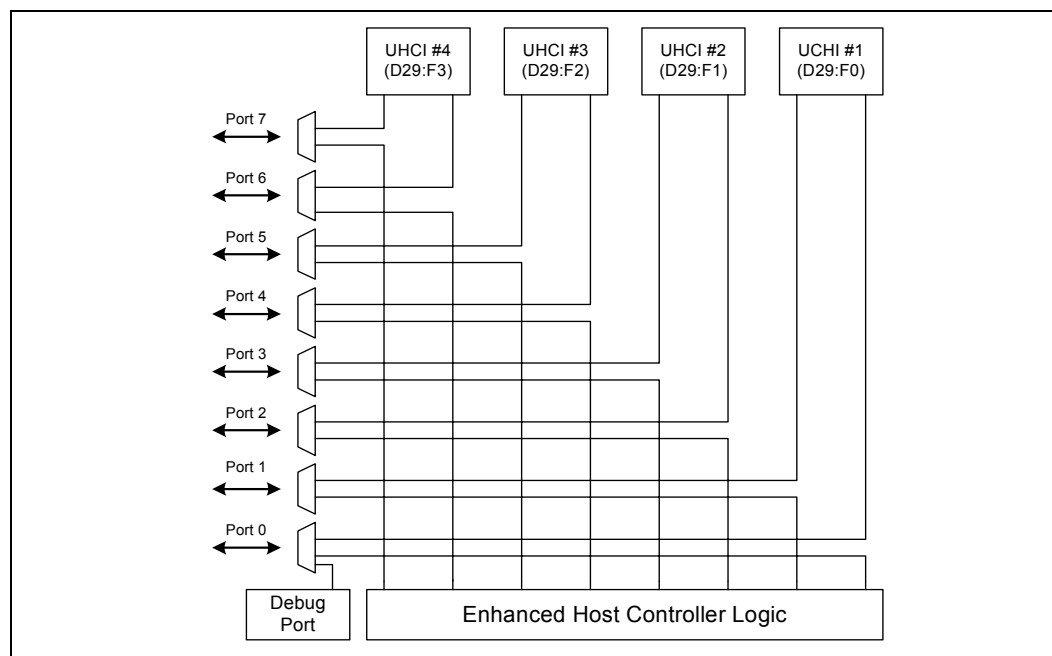 UHCI #4
(D29:F3)
UHCI #3
(D29:F2)
UHCI #2
(D29:F1)
UCHI #1
(D29:F0)
Port 7
Port 6
Port 5
Port 4
Port 3
Port 2
Port 1
Port 0
Debug
Port
Enhanced Host Controller Logic